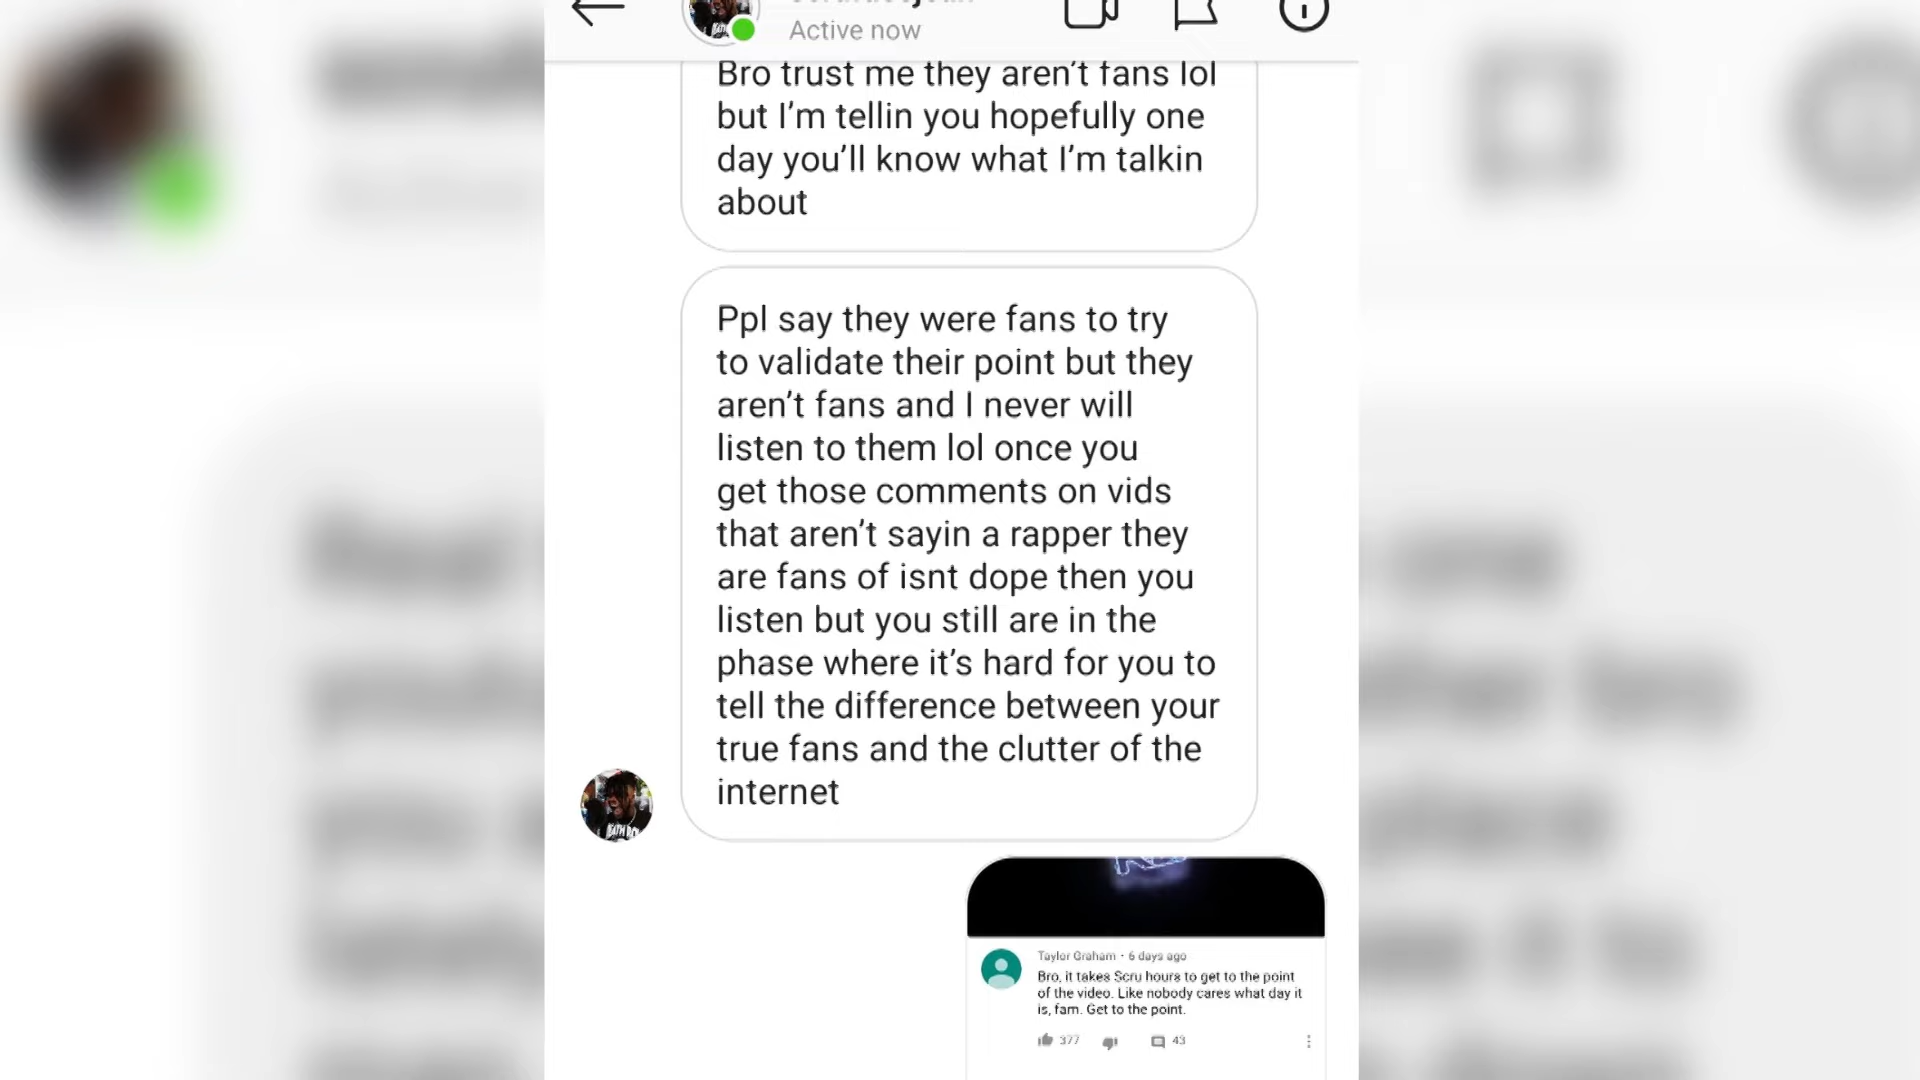 Active now
Bro trust me they aren't fans lol
but I'm tellin you hopefully one
day you'll know what I'm talkin
about
Ppl say they were fans to try
to validate their point but they
aren't fans and I never will
listen to them lol once you
get those comments on vids
that aren't sayin a rapper they
are fans of isnt dope then you
listen but you still are in the
phase where it's hard for you to
tell the difference between your
true fans and the clutter of the
internet
Taylor Graham • 6 days ago
Bro, it takes Scru hours to get to the point
of the video. Like nobody cares what day it
is, fam. Get to the point.
377 43